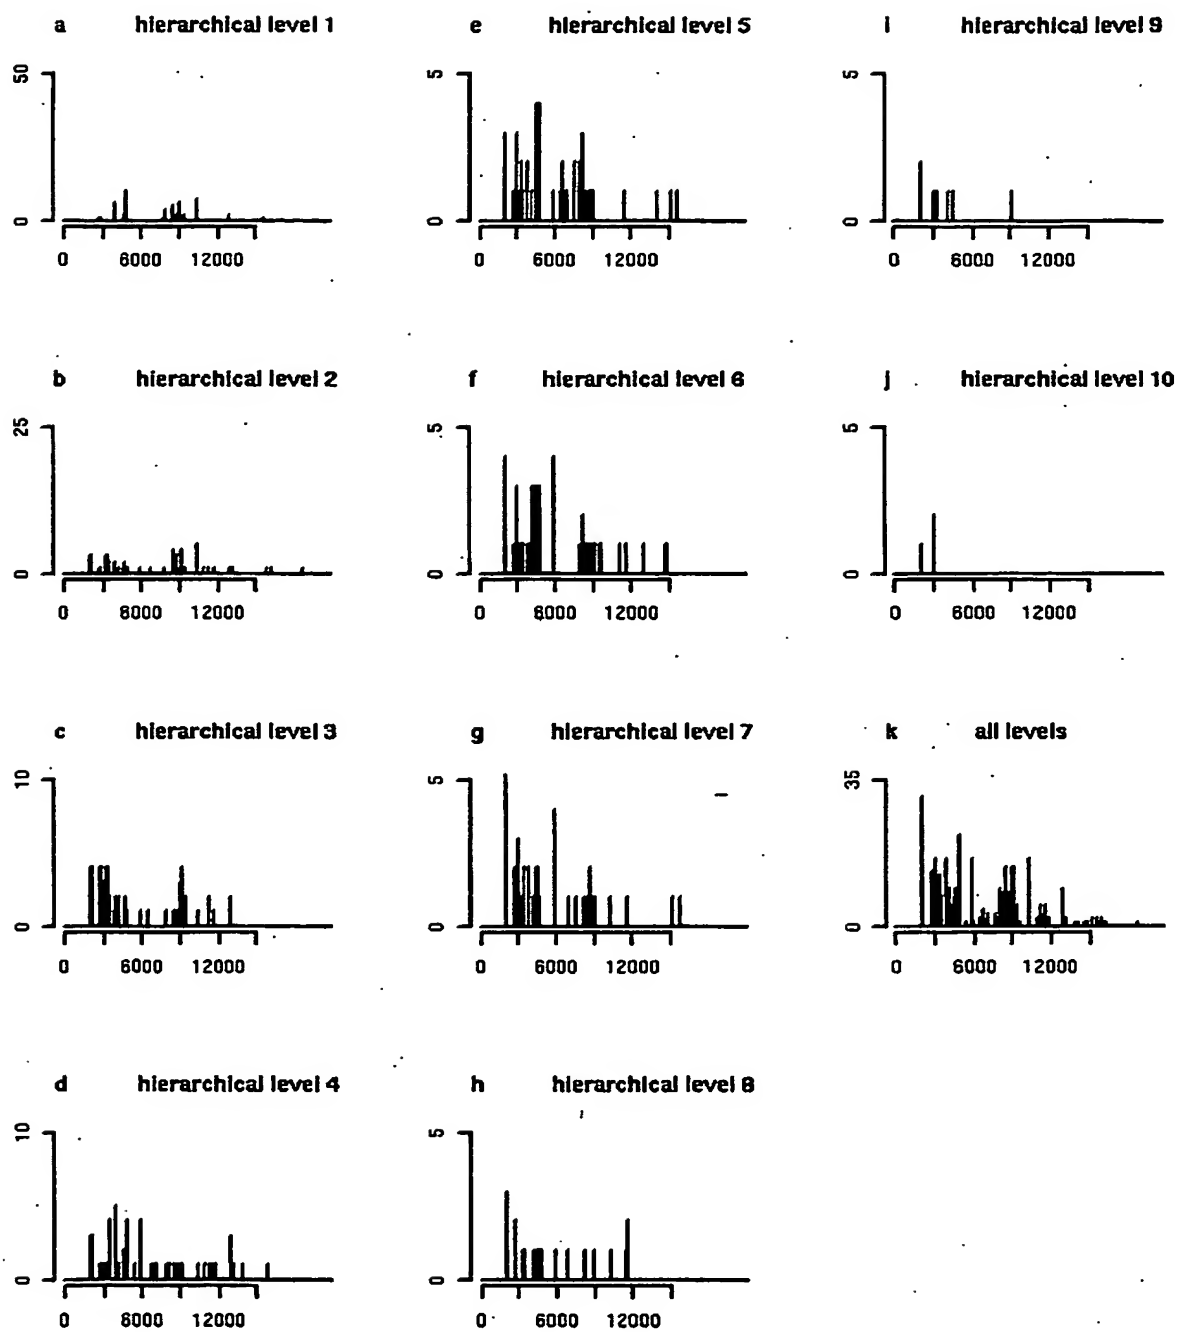 a hierarchical level 1
50
0
0 6000 12000
b hierarchical level 2
25
0
0 6000 12000
c hierarchical level 3
10
0
0 6000 12000
d hierarchical level 4
10
0
0 6000 12000
e hierarchical level 5
5
0
0 6000 12000
f hierarchical level 6
5
0
0 6000 12000
g hierarchical level 7
5
0
0 6000 12000
h hierarchical level 8
5
0
0 6000 12000
i hierarchical level 9
5
0
0 6000 12000
j hierarchical level 10
5
0
0 6000 12000
k all levels
35
0
0 6000 12000